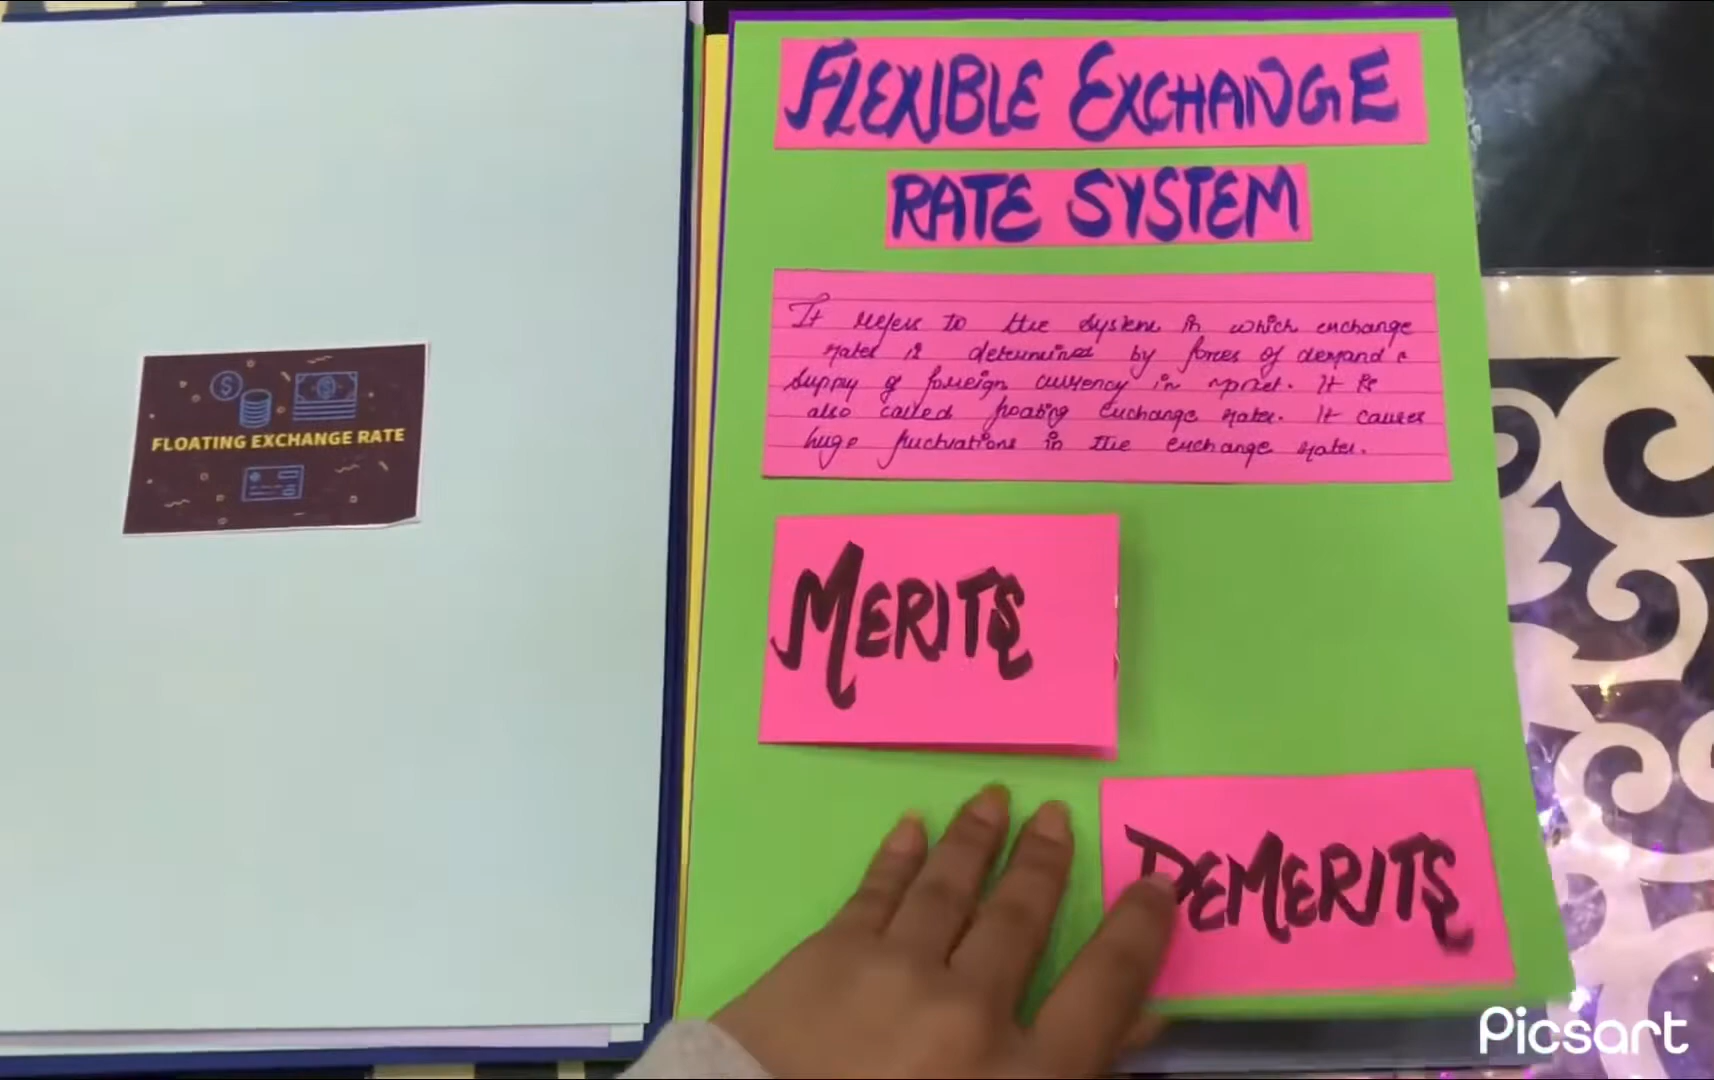 FLOATING EXCHANGE RATE
FLEXIBLE EXCHANGE
RATE SYSTEM
It refers to the system in which exchange
rates is determined by forces of demand &
supply of foreign currency in market. It is
also called floating exchange rates. It causes
huge fluctuations in the exchange rates.
MERITS
DEMERITS
Picsart